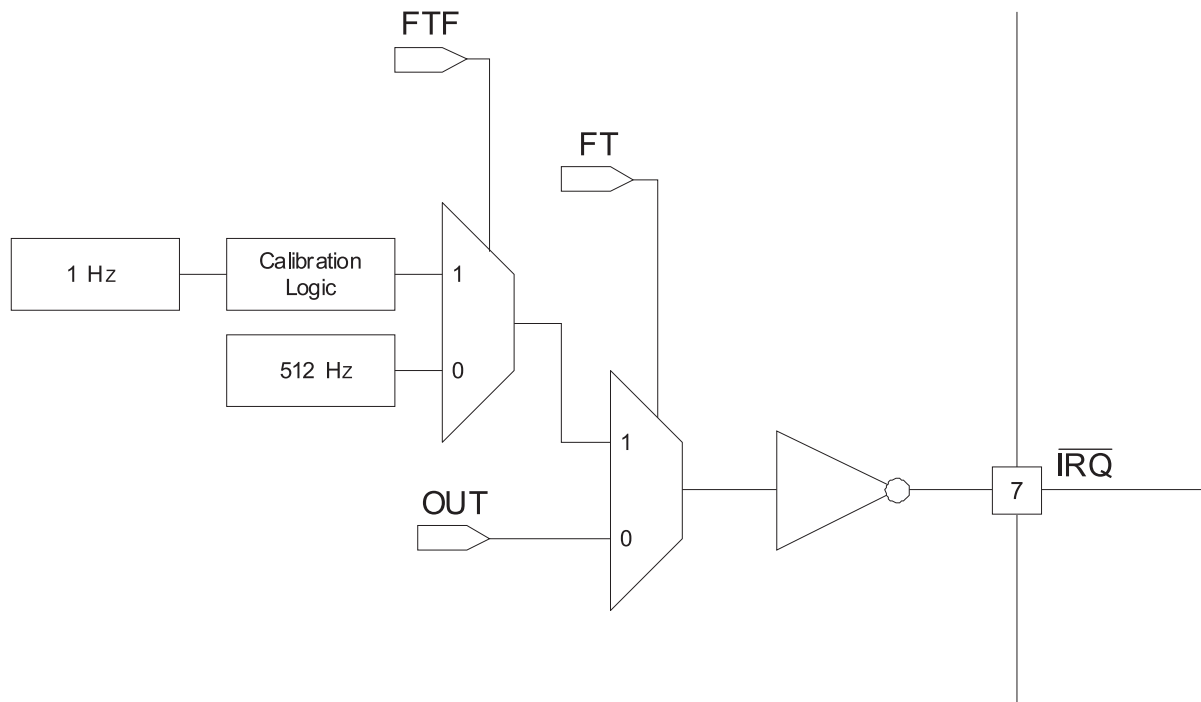 FTF
FT
1 Hz
Calibration
Logic
1
512 Hz
0
1
IRQ
7
OUT
0